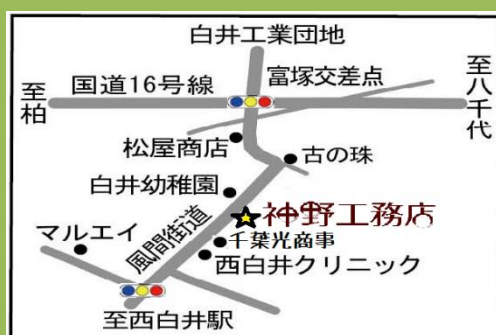 白井工業団地
国道16号線
富塚交差点
至柏
至八千代
松屋商店
古の珠
白井幼稚園
神野工務店
風間街道
千葉光商事
マルエイ
西白井クリニック
至西白井駅